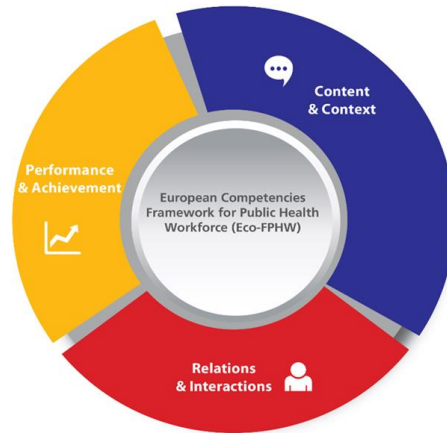 Content
& Context
Performance
& Achievement
European Competencies
Framework for Public Health
Workforce (Eco-FPHW)
Relations
& Interactions